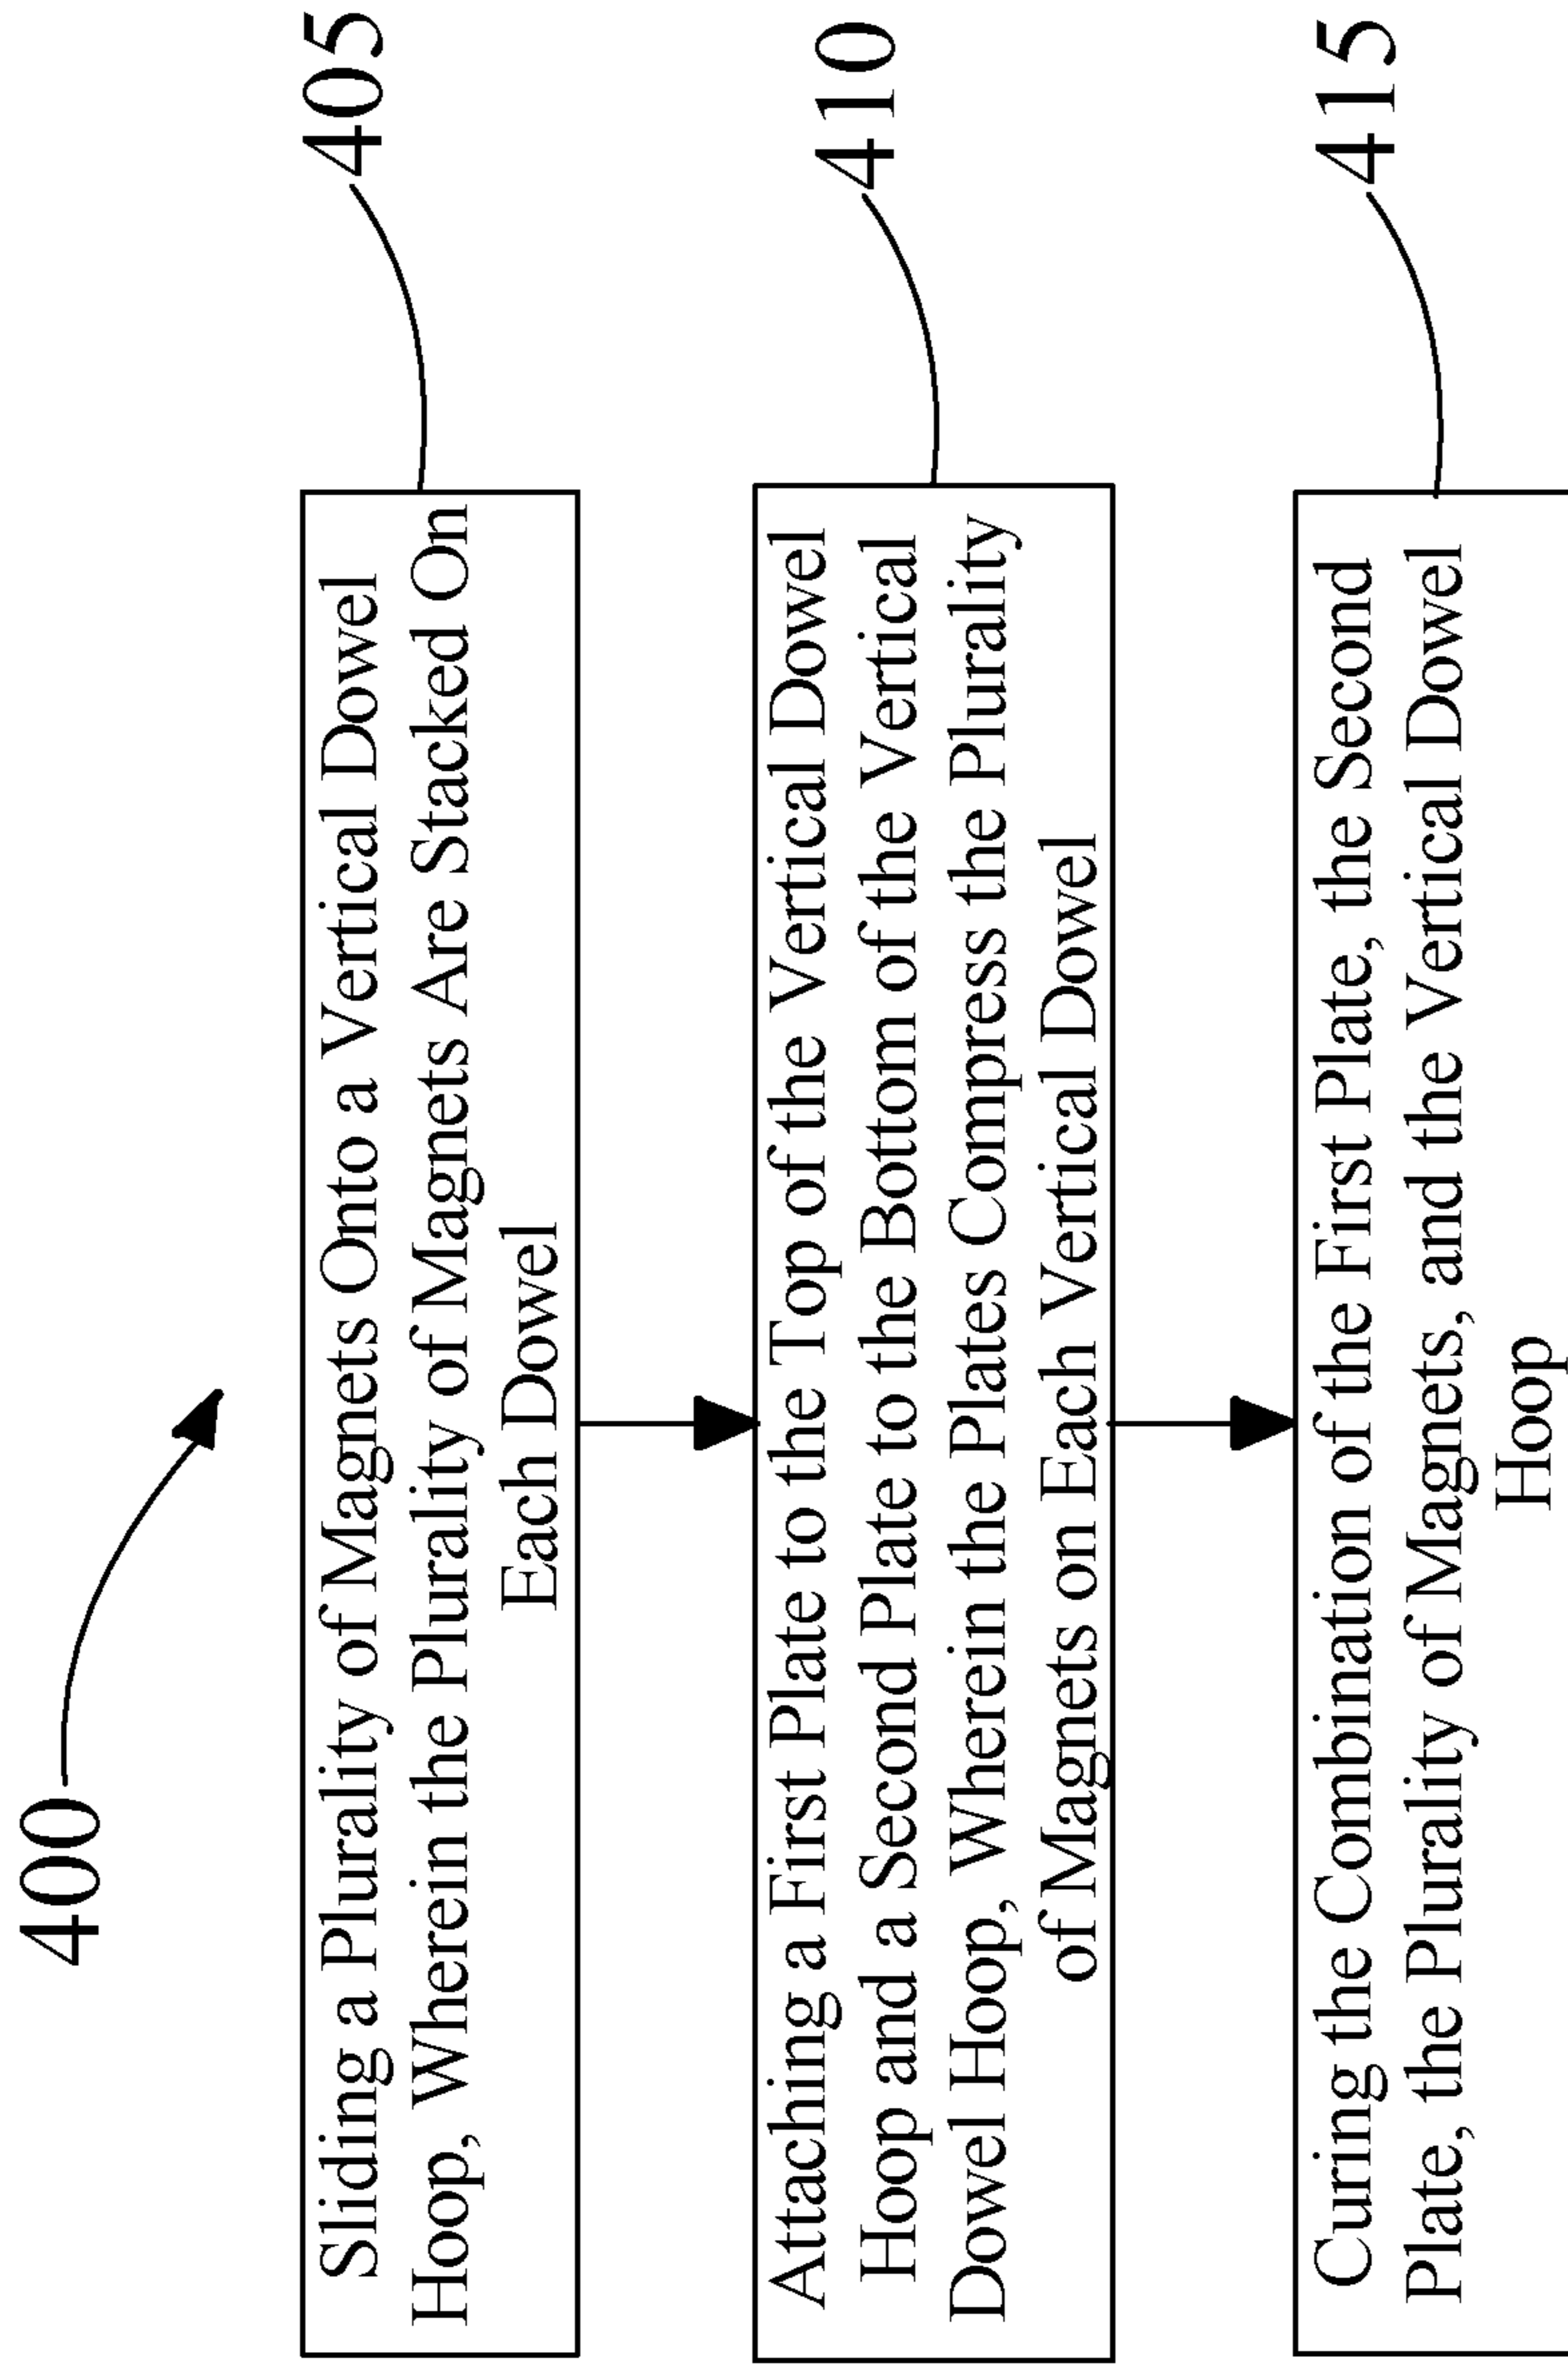 400
Sliding a Plurality of Magnets Onto a Vertical Dowel
Hoop, Wherein the Plurality of Magnets Are Stacked On
Each Dowel
405
Attaching a First Plate to the Top of the Vertical Dowel
Hoop and a Second Plate to the Bottom of the Vertical
Dowel Hoop, Wherein the Plates Compress the Plurality
of Magnets on Each Vertical Dowel
410
Curing the Combination of the First Plate, the Second
Plate, the Plurality of Magnets, and the Vertical Dowel
Hoop
415